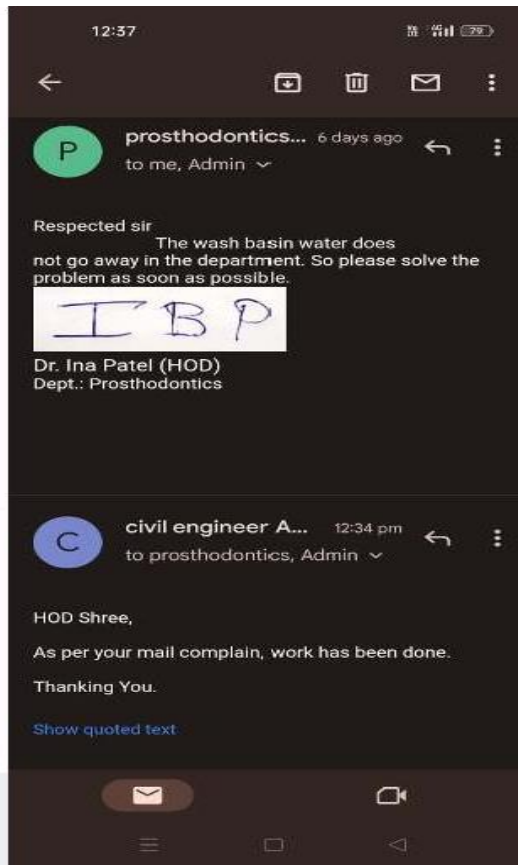 12:37
79
P
prosthodontics... 6 days ago
to me, Admin
Respected sir
The wash basin water does
not go away in the department. So please solve the
problem as soon as possible.
I B P
Dr. Ina Patel (HOD)
Dept.: Prosthodontics
C
civil engineer A... 12:34 pm
to prosthodontics, Admin
HOD Shree,
As per your mail complain, work has been done.
Thanking You.
Show quoted text